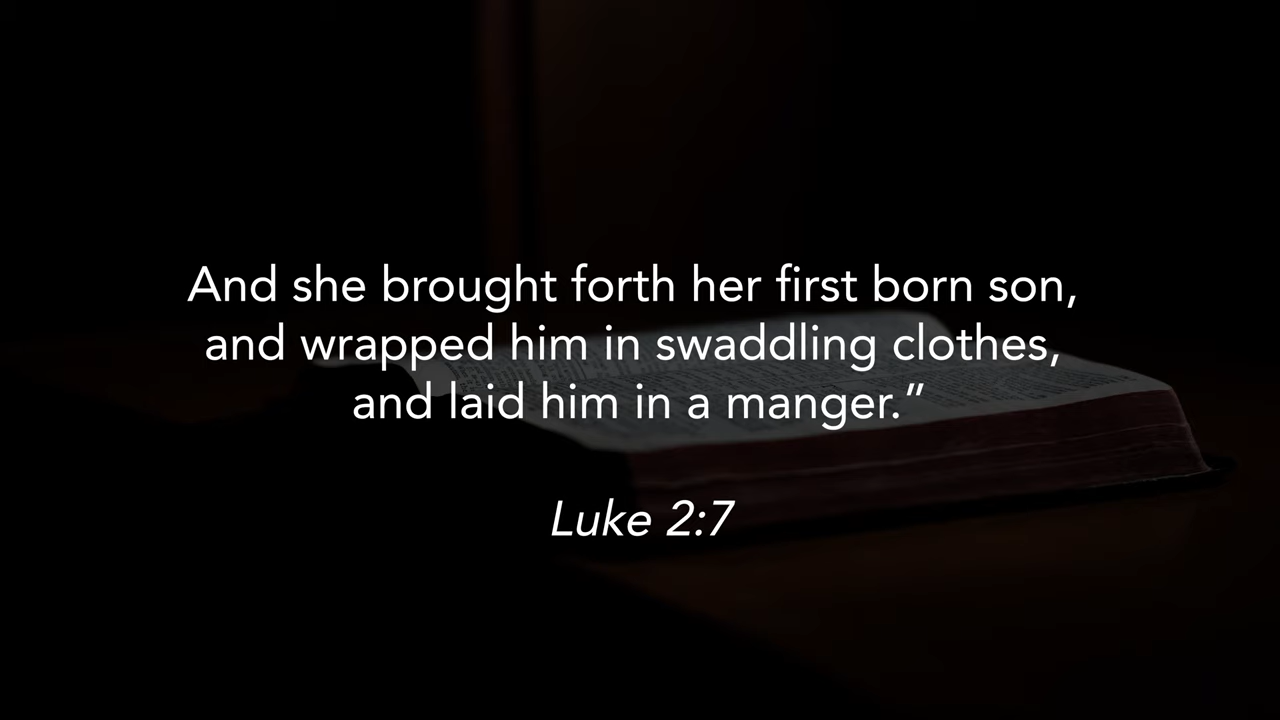 And she brought forth her first born son,
and wrapped him in swaddling clothes,
and laid him in a manger.”
Luke 2:7